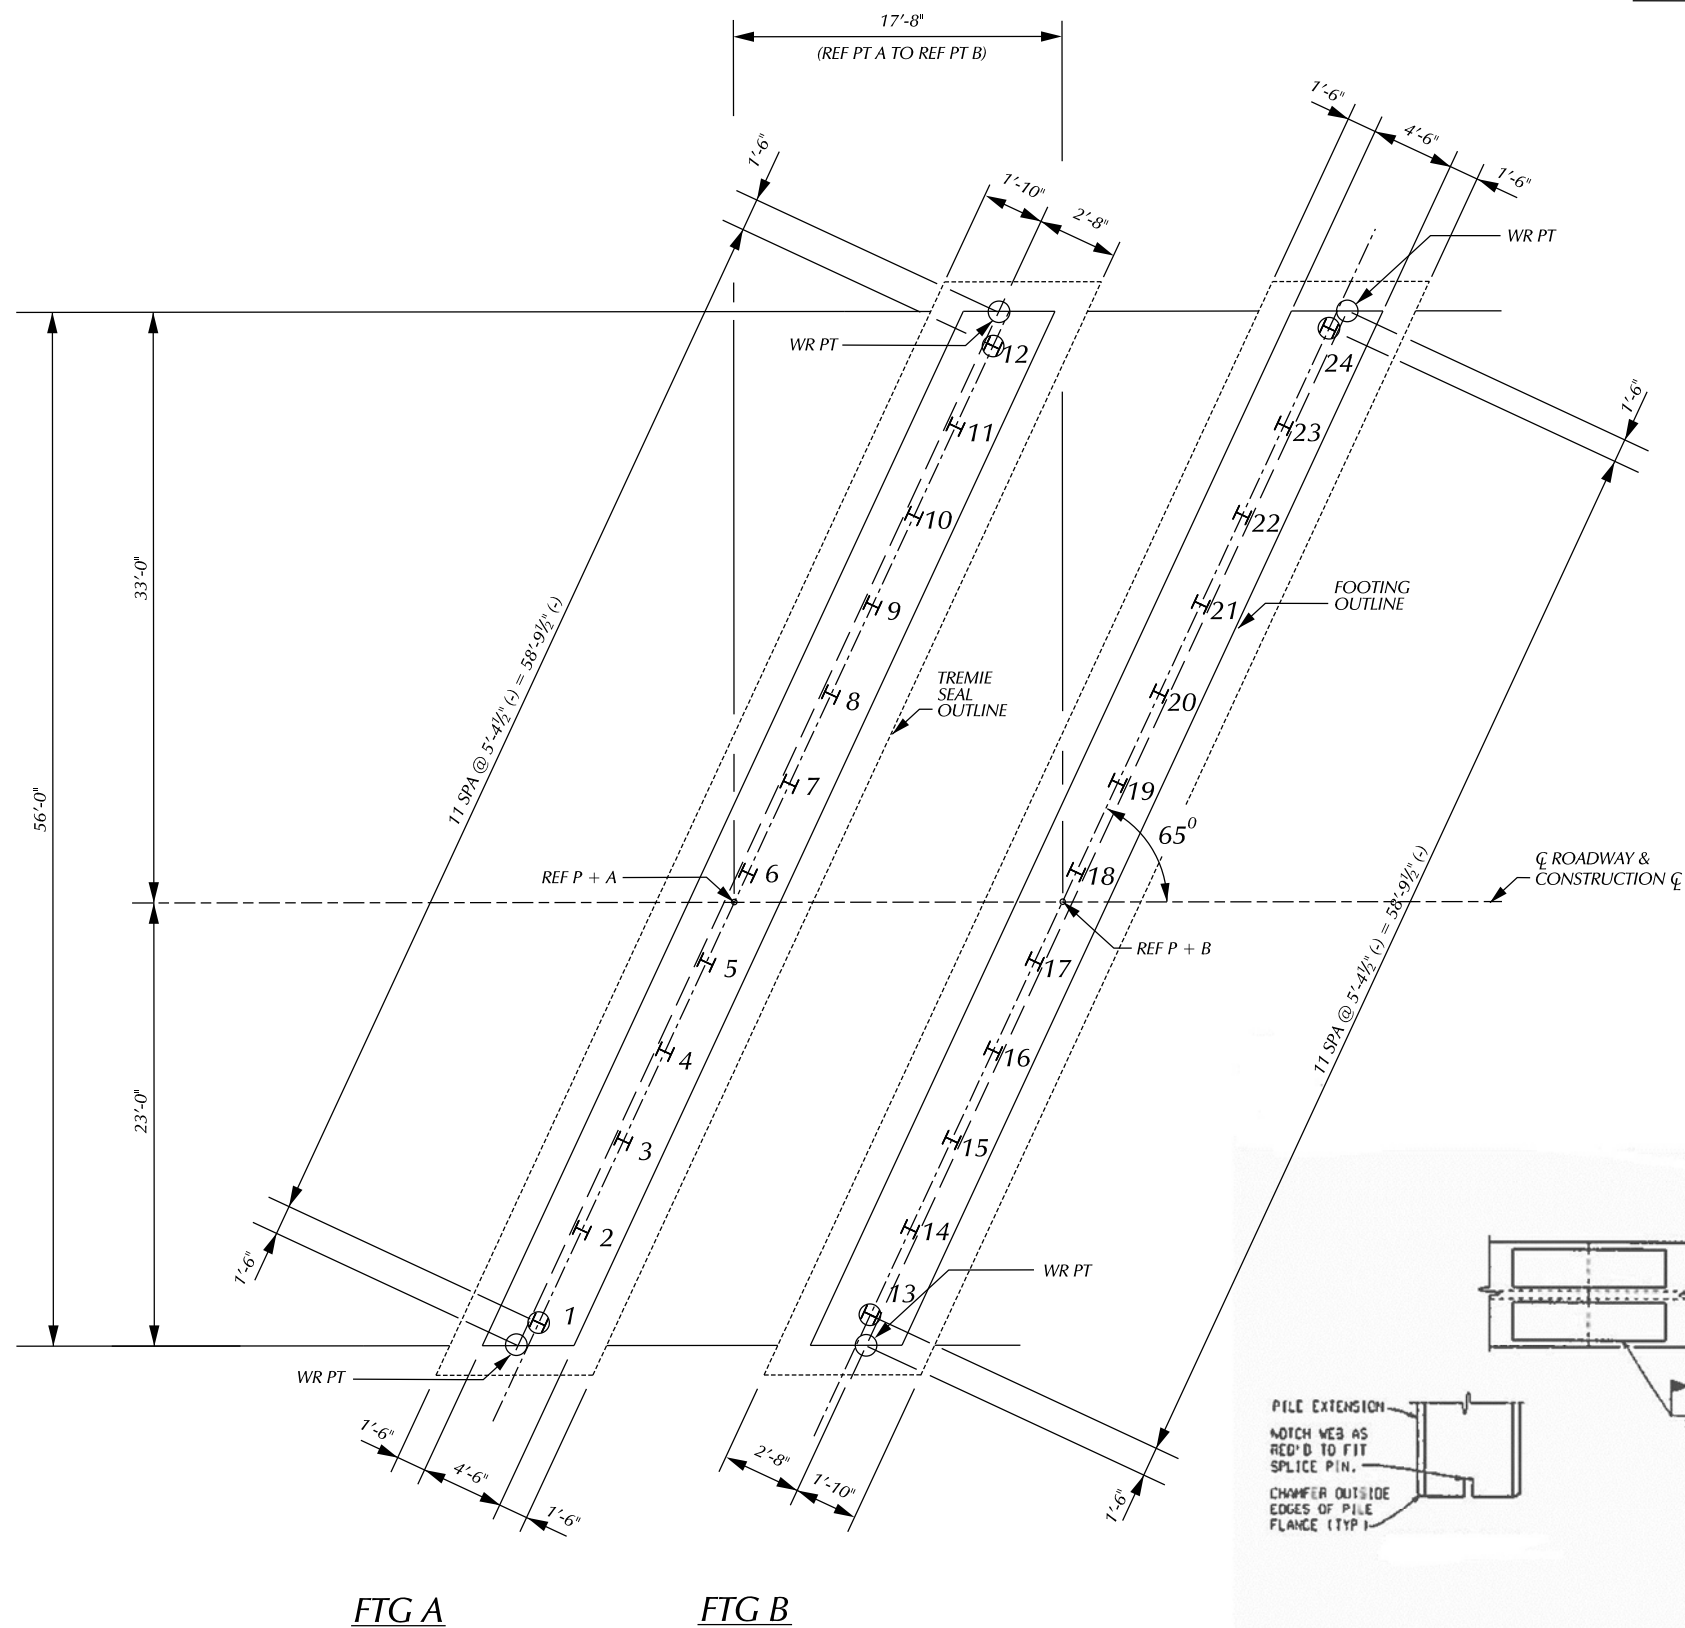 17'-8"
(REF PT A TO REF PT B)
1'-6"
1'-10"
2'-8"
1'-6"
4'-6"
1'-6"
WR PT
WR PT
12
24
11
23
1'-6"
10
22
33'-0"
11 SPA @ 5'-4½" (-) = 58'-9½" (-)
9
21
FOOTING
OUTLINE
8
20
TREMIE
SEAL
OUTLINE
7
19
56'-0"
65⁰
6
18
REF P + A
℄ ROADWAY &
CONSTRUCTION ℄
REF P + B
5
17
11 SPA @ 5'-4½" (-) = 58'-9½" (-)
4
16
23'-0"
3
15
2
14
1'-6"
1
13
WR PT
WR PT
1'-6"
4'-6"
1'-6"
2'-8"
1'-10"
1'-6"
PILE EXTENSION
NOTCH WEB AS
REQ'D TO FIT
SPLICE PIN.
CHAMFER OUTSIDE
EDGES OF PILE
FLANGE (TYP)
FTG A
FTG B